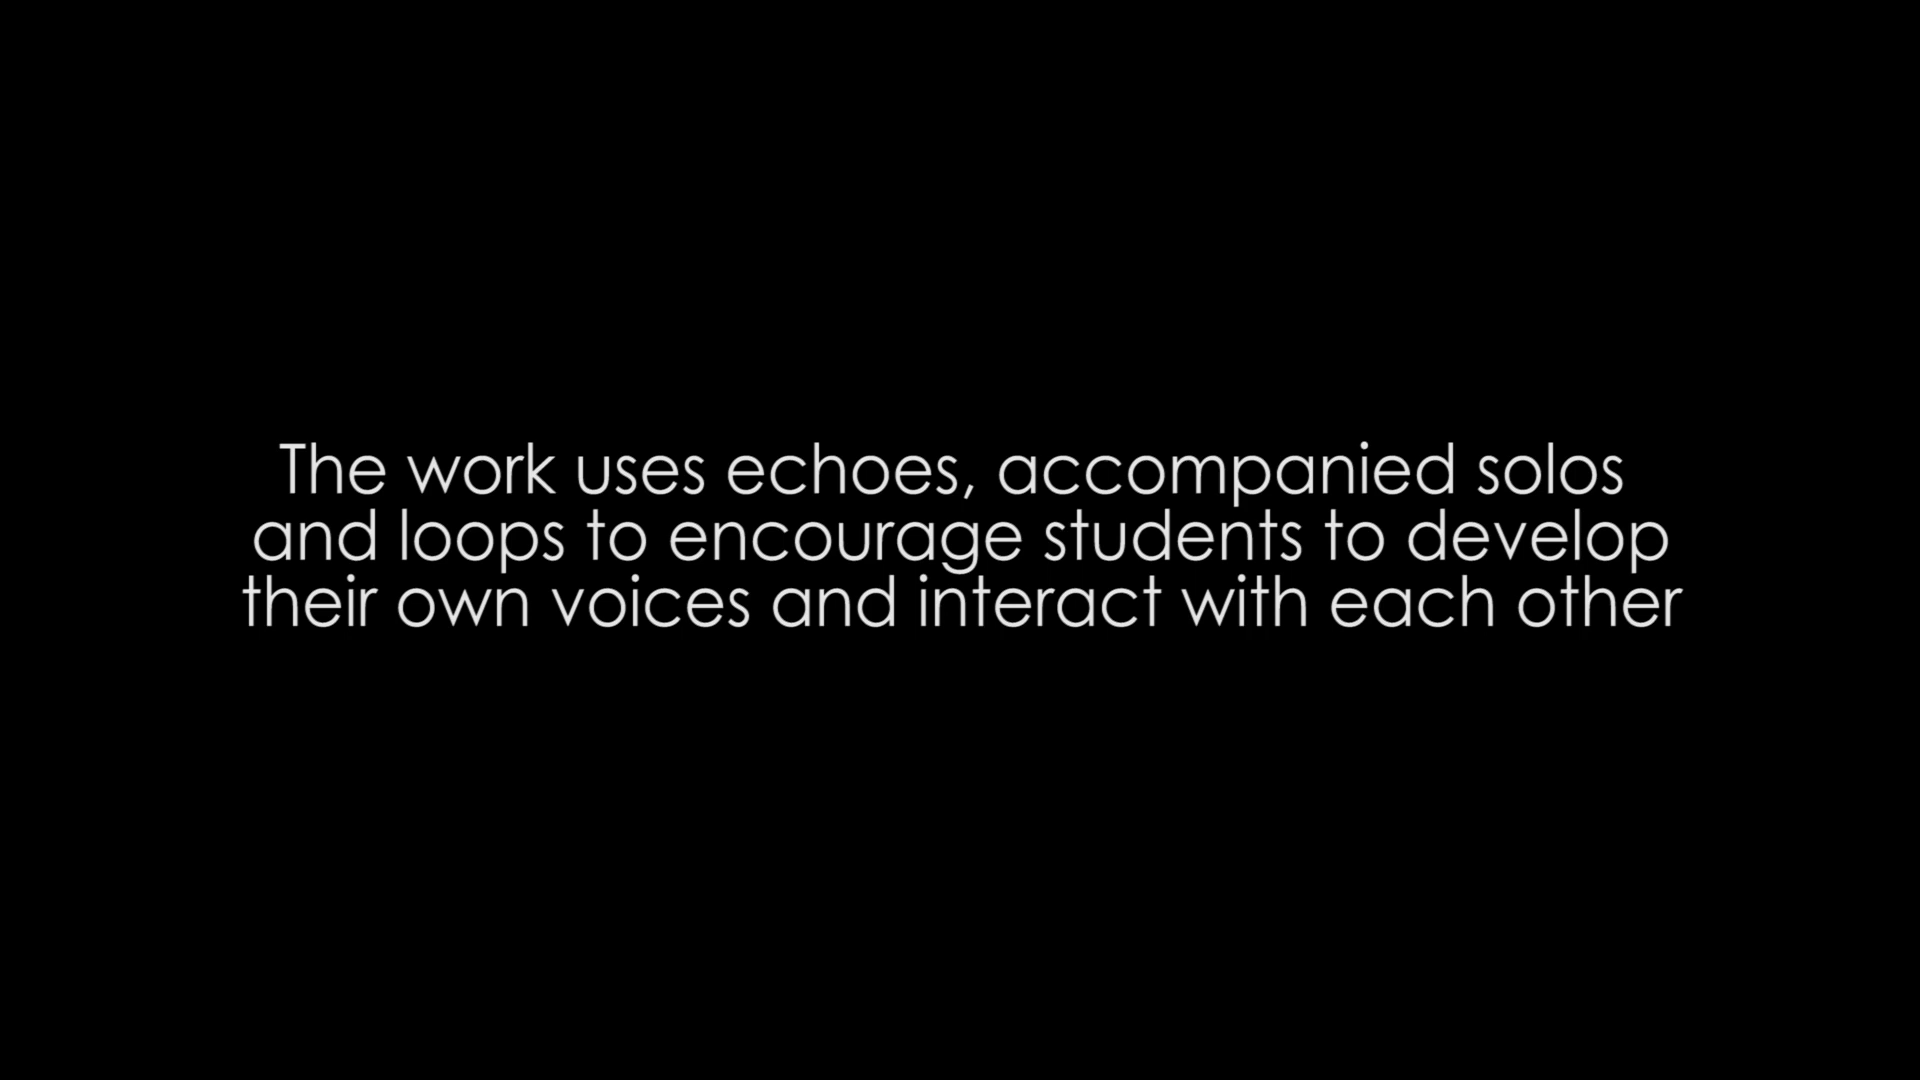 The work uses echoes, accompanied solos
and loops to encourage students to develop
their own voices and interact with each other